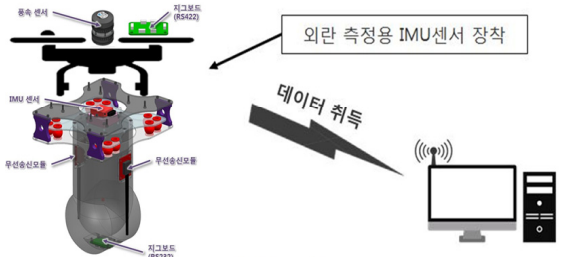 풍속 센서
지그보드
(RS422)
외란 측정용 IMU센서 장착
IMU 센서
데이터 취득
무선송신모듈
무선송신모듈
지그보드
(RS232)